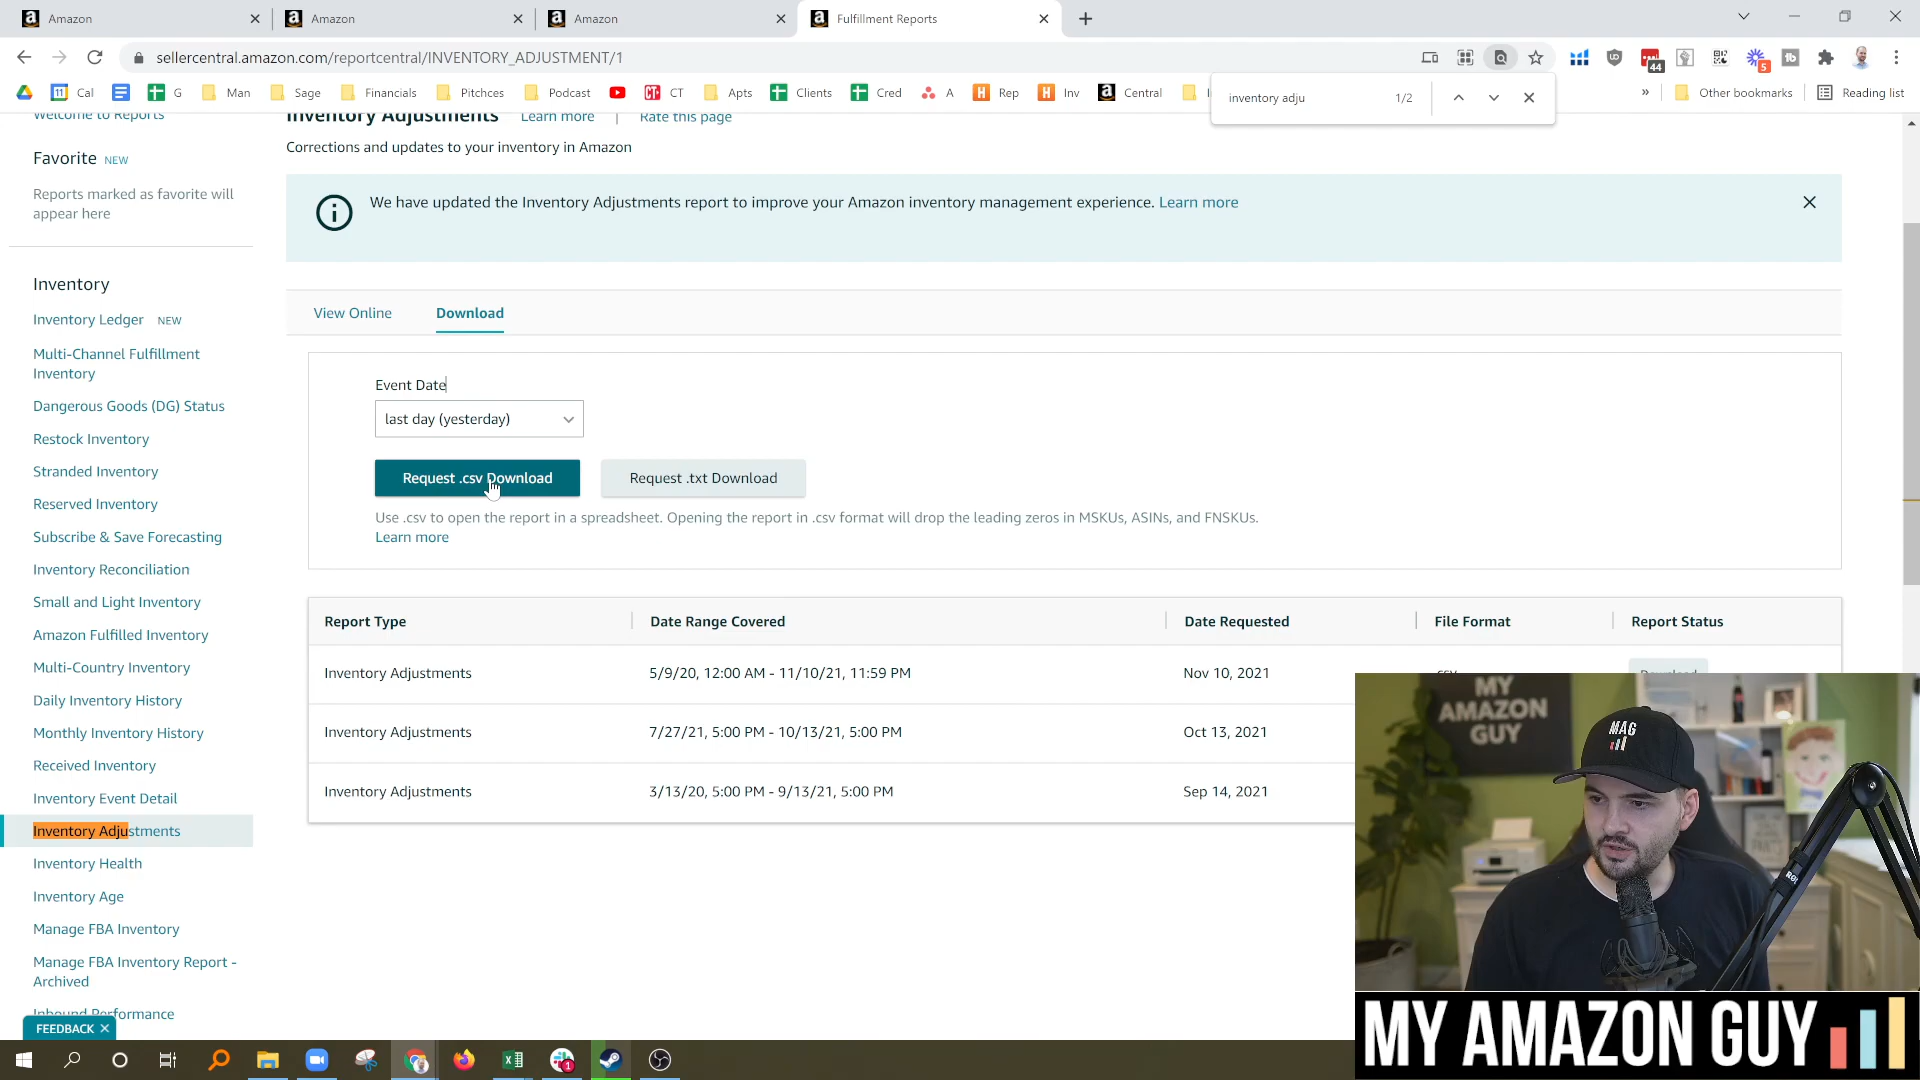 Amazon
Amazon
Amazon
Fulfillment Reports
sellercentral.amazon.com/reportcentral/INVENTORY_ADJUSTMENT/1
44
5
11
Cal
G
Man
Sage
Financials
Pitchces
Podcast
CT
Apts
Clients
Cred
A
Rep
Inv
Central
»
Other bookmarks
Reading list
inventory adju
1/2
Welcome to Reports
Favorite NEW
Reports marked as favorite will
appear here
Inventory
Inventory Ledger NEW
Multi-Channel Fulfillment
Inventory
Dangerous Goods (DG) Status
Restock Inventory
Stranded Inventory
Reserved Inventory
Subscribe & Save Forecasting
Inventory Reconciliation
Small and Light Inventory
Amazon Fulfilled Inventory
Multi-Country Inventory
Daily Inventory History
Monthly Inventory History
Received Inventory
Inventory Event Detail
Inventory Adjustments
Inventory Health
Inventory Age
Manage FBA Inventory
Manage FBA Inventory Report -
Archived
Inbound Performance
FEEDBACK
Inventory Adjustments Learn more | Rate this page
Corrections and updates to your inventory in Amazon
We have updated the Inventory Adjustments report to improve your Amazon inventory management experience. Learn more
View Online Download
Event Date
last day (yesterday)
Request .csv Download Request .txt Download
Use .csv to open the report in a spreadsheet. Opening the report in .csv format will drop the leading zeros in MSKUs, ASINs, and FNSKUs.
Learn more
Report Type Date Range Covered Date Requested File Format Report Status
Inventory Adjustments 5/9/20, 12:00 AM - 11/10/21, 11:59 PM Nov 10, 2021 csv Download
Inventory Adjustments 7/27/21, 5:00 PM - 10/13/21, 5:00 PM Oct 13, 2021
Inventory Adjustments 3/13/20, 5:00 PM - 9/13/21, 5:00 PM Sep 14, 2021
MY
AMAZON
GUY
MAG
MY AMAZON GUY
1